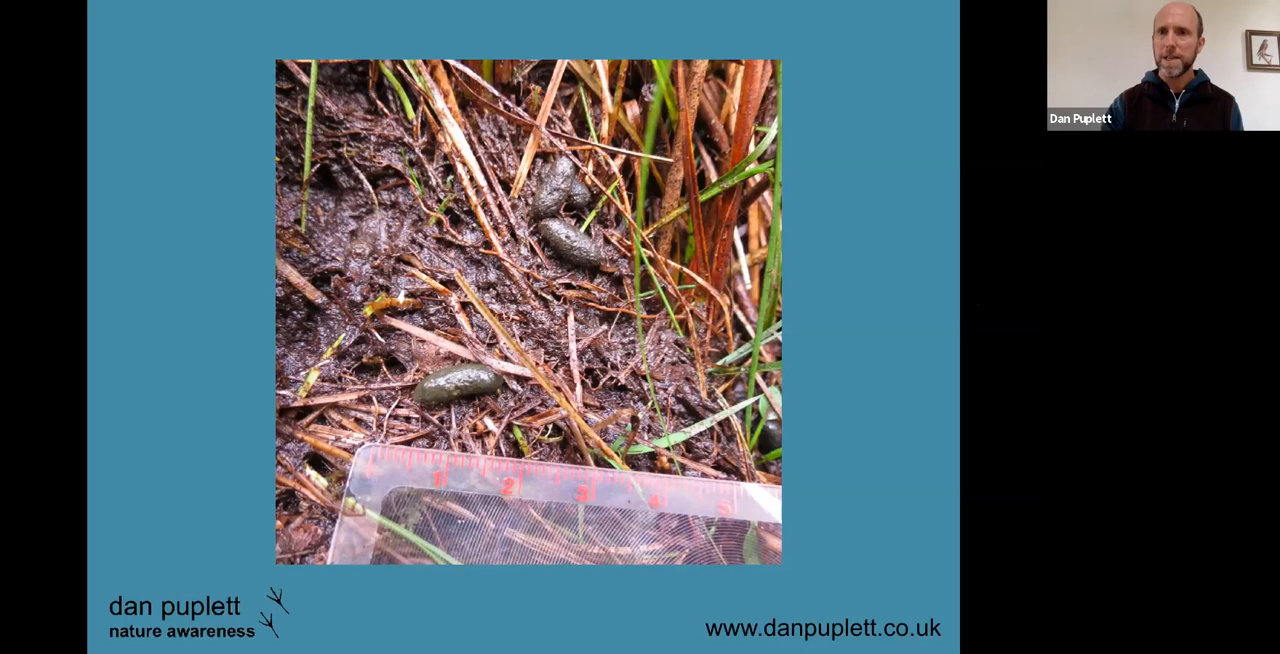 Dan Puplett
1 2 3 4 5
dan puplett
nature awareness
www.danpuplett.co.uk